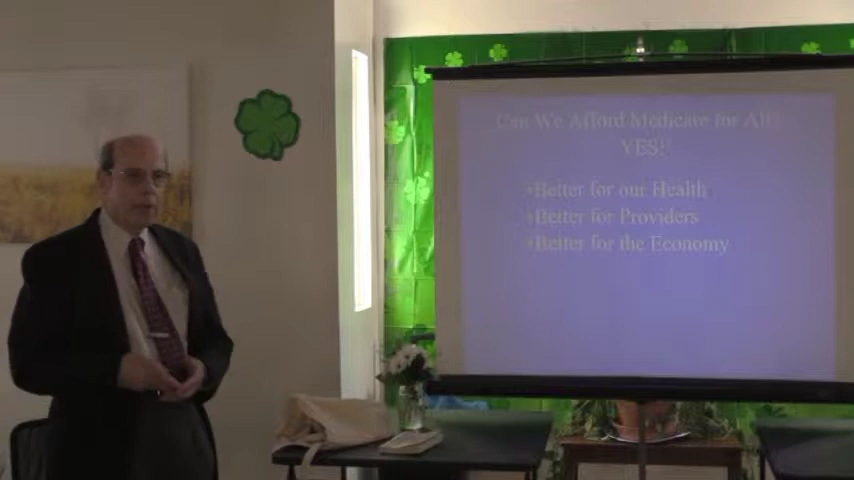 Can We Afford Medicare for All?
YES!
•Better for our Health
•Better for Providers
•Better for the Economy